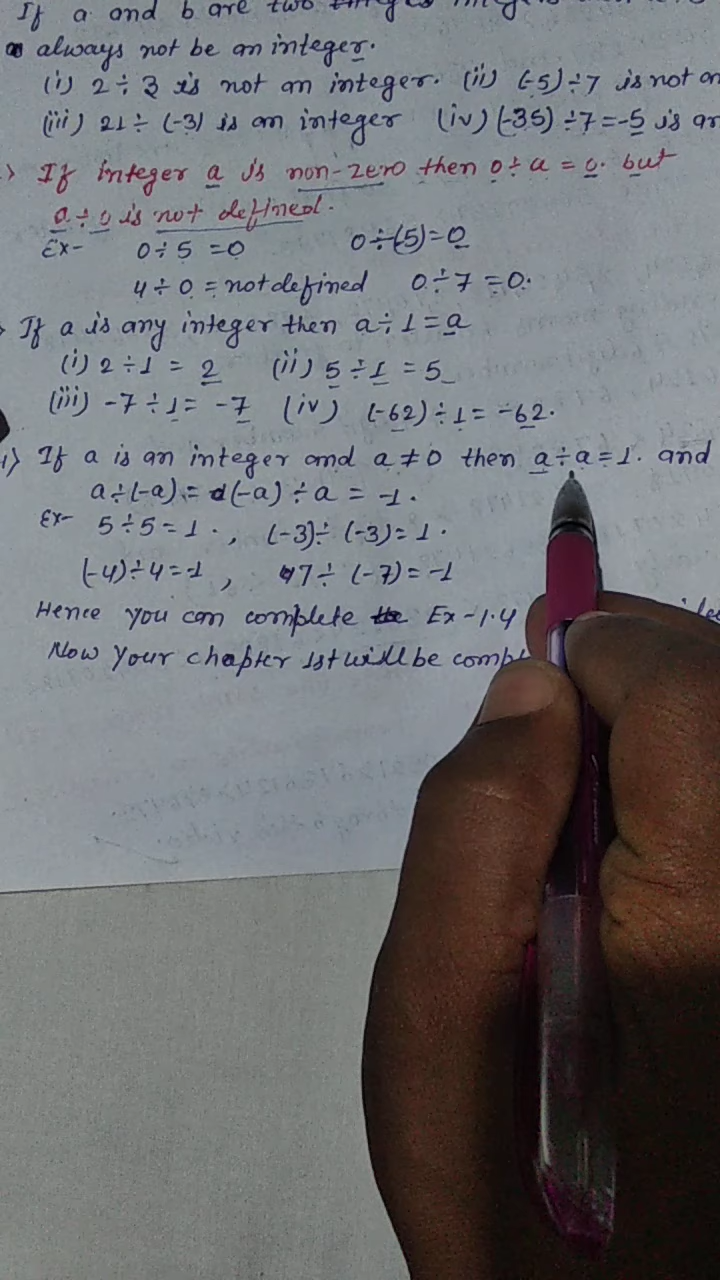 If a and b are two
always not be an integer.
(i) 2 ÷ 3 is not an integer. (ii) (-5) ÷ 7 is not an
(iii) 21 ÷ (-3) is an integer (iv) (-35) ÷ 7 = -5 is an
If integer a is non-zero then 0 ÷ a = 0. but
a ÷ 0 is not defined.
Ex- 0 ÷ 5 = 0 0 ÷ (-5) = 0
4 ÷ 0 = not defined 0 ÷ 7 = 0.
If a is any integer then a ÷ 1 = a
(i) 2 ÷ 1 = 2 (ii) 5 ÷ 1 = 5
(iii) -7 ÷ 1 = -7 (iv) (-62) ÷ 1 = -62.
If a is an integer and a ≠ 0 then a ÷ a = 1. and
a ÷ (-a) = (-a) ÷ a = -1.
Ex- 5 ÷ 5 = 1 . , (-3) ÷ (-3) = 1 .
(-4) ÷ 4 = -1 , 7 ÷ (-7) = -1
Hence you can complete Ex-1.4
Now your chapter 1st will be